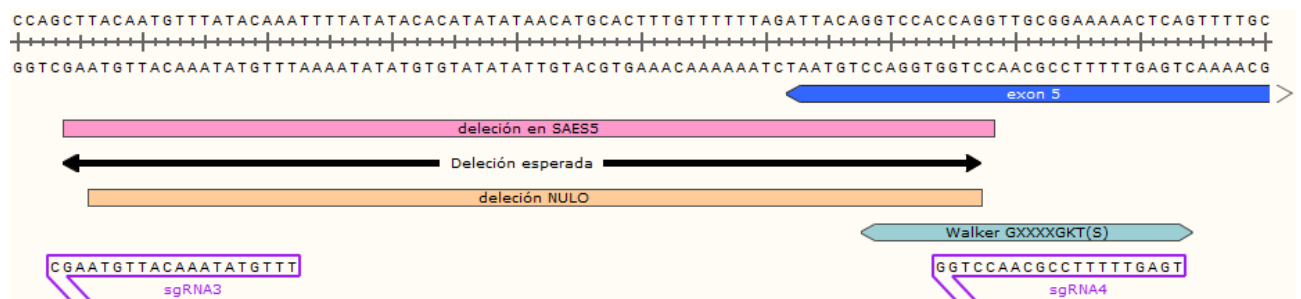 CCAGCTTACAATGTTTATACAAATTTTATATACACATATATAACATGCACTTTGTTTTTTAGATTACAGGTCCACCAGGTTGCGGAAAAACTCAGTTTTGC
GGTCGAATGTTACAAATATGTTTAAAATATATGTGTATATATTGTACGTGAAACAAAAAATCTAATGTCCAGGTGGTCCAACGCCTTTTTGAGTCAAAACG
exon 5
deleción en SAES5
Deleción esperada
deleción NULO
Walker GXXXXGKT(S)
CGAATGTTACAAATATGTTT GGTCCAACGCCTTTTTGAGT
sgRNA3 sgRNA4